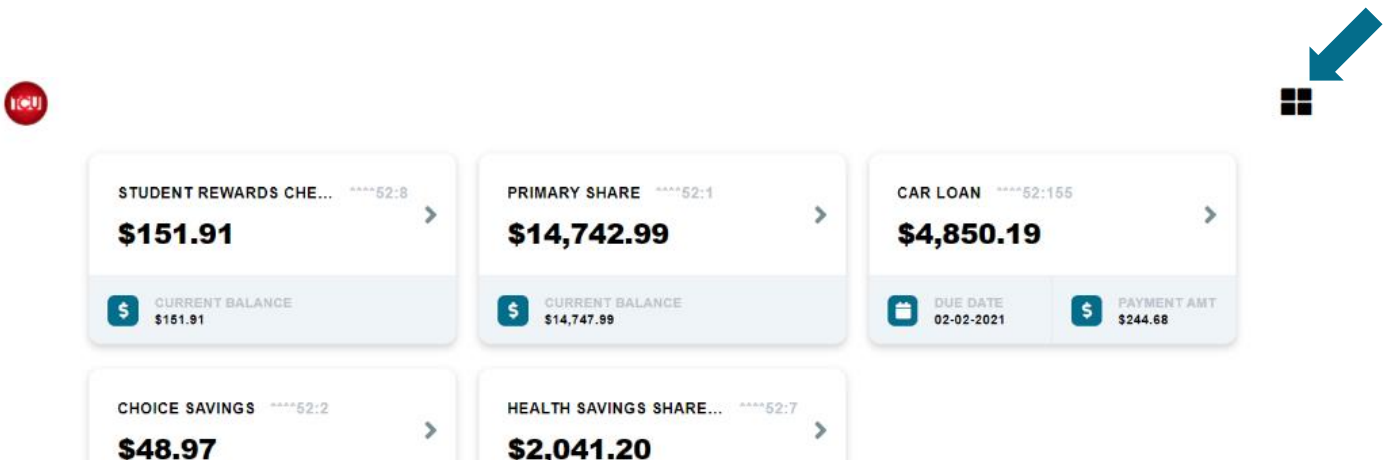 TCU
STUDENT REWARDS CHE... ****52:8
$151.91
CURRENT BALANCE
$151.91
PRIMARY SHARE ****52:1
$14,742.99
CURRENT BALANCE
$14,747.99
CAR LOAN ****52:155
$4,850.19
DUE DATE
02-02-2021
PAYMENT AMT
$244.68
CHOICE SAVINGS ****52:2
$48.97
HEALTH SAVINGS SHARE... ****52:7
$2,041.20